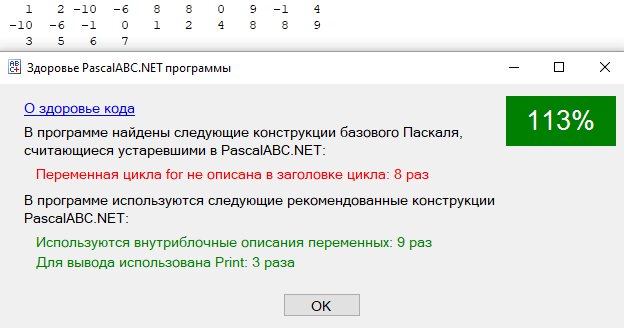 1 2 -10 -6 8 8 0 9 -1 4
-10 -6 -1 0 1 2 4 8 8 9
3 5 6 7
Здоровье PascalABC.NET программы
О здоровье кода
113%
В программе найдены следующие конструкции базового Паскаля,
считающиеся устаревшими в PascalABC.NET:
Переменная цикла for не описана в заголовке цикла: 8 раз
В программе используются следующие рекомендованные конструкции
PascalABC.NET:
Используются внутриблочные описания переменных: 9 раз
Для вывода использована Print: 3 раза
OK